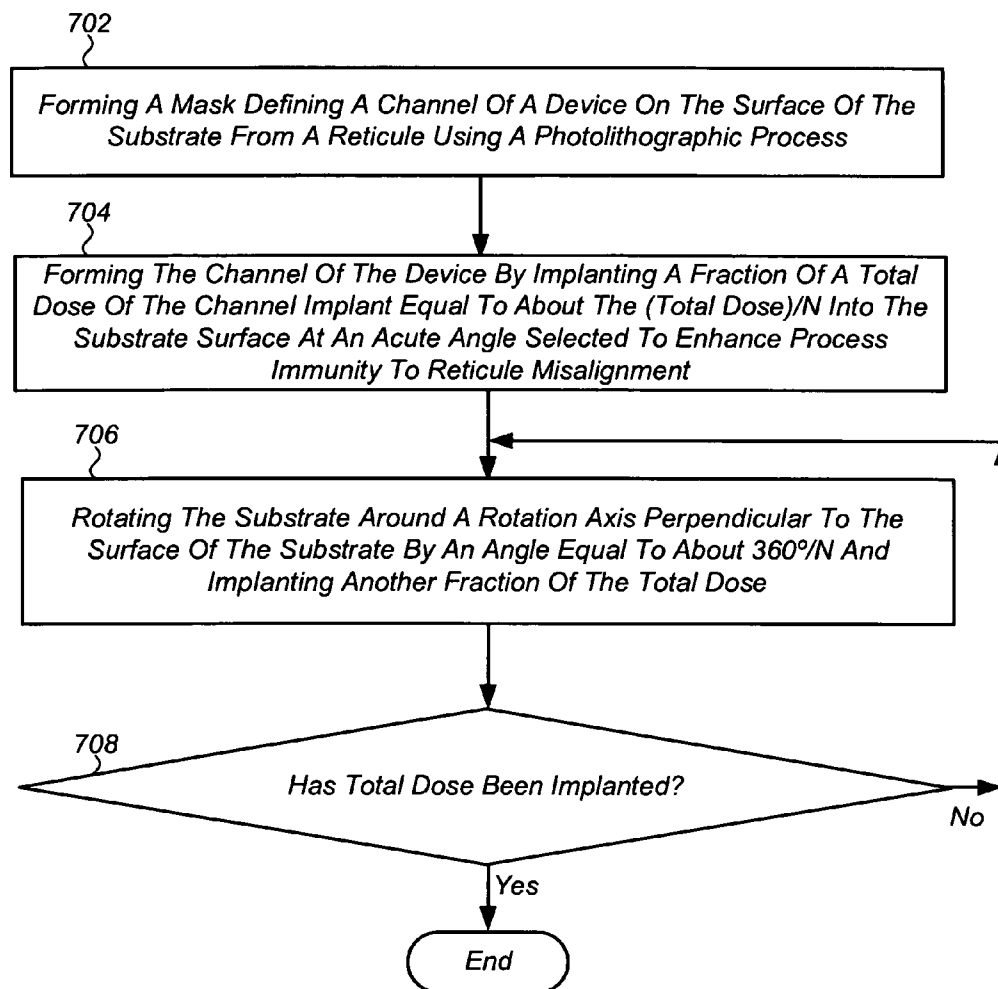 702
Forming A Mask Defining A Channel Of A Device On The Surface Of The
Substrate From A Reticule Using A Photolithographic Process
704
Forming The Channel Of The Device By Implanting A Fraction Of A Total
Dose Of The Channel Implant Equal To About The (Total Dose)/N Into The
Substrate Surface At An Acute Angle Selected To Enhance Process
Immunity To Reticule Misalignment
706
Rotating The Substrate Around A Rotation Axis Perpendicular To The
Surface Of The Substrate By An Angle Equal To About 360º/N And
Implanting Another Fraction Of The Total Dose
708
Has Total Dose Been Implanted?
No
Yes
End